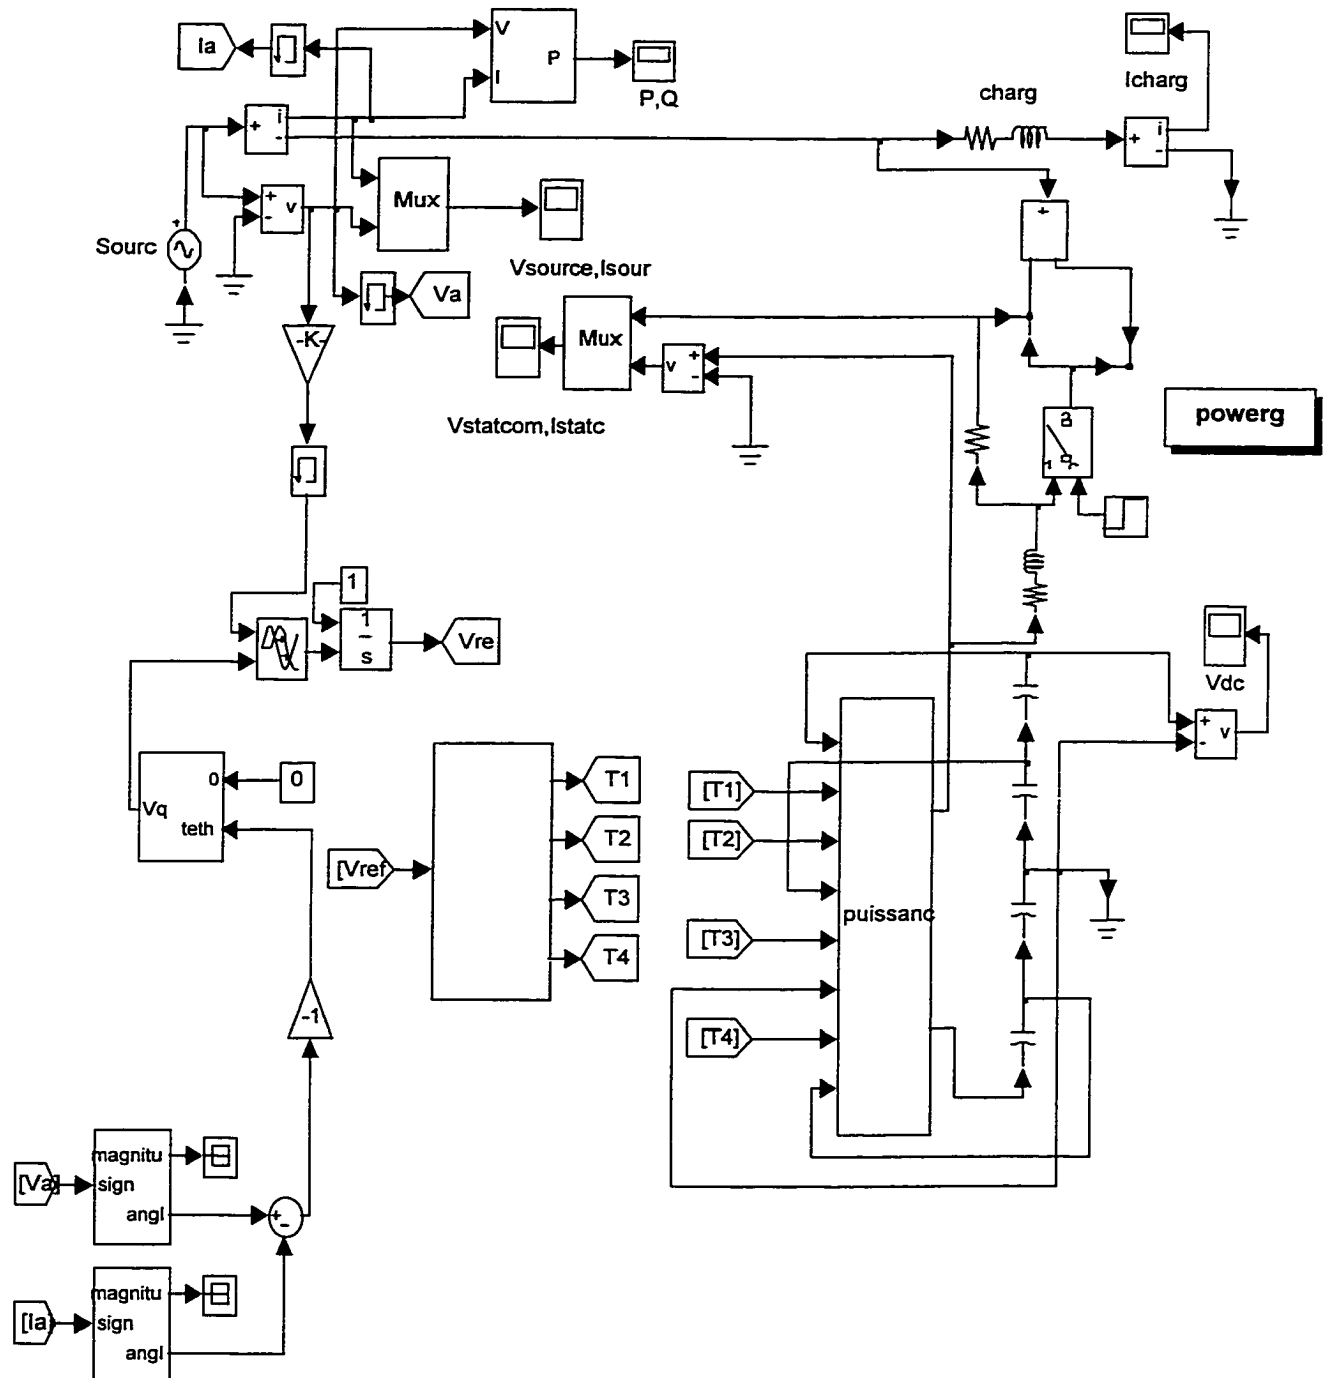 Ia
V
I
P
P,Q
Icharg
charg
+
i
-
+
i
-
+
-
v
Mux
Sourc
Vsource,Isour
Va
+
-K-
Mux
v
+
-
powerg
Vstatcom,Istatc
1
1
s
Vre
Vdc
+
-
v
0
0
Vq
teth
T1
T2
T3
T4
[Vref
[T1]
[T2]
[T3]
[T4]
puissanc
-1
magnitu
sign
angl
[Va]
+
-
magnitu
sign
angl
[Ia]